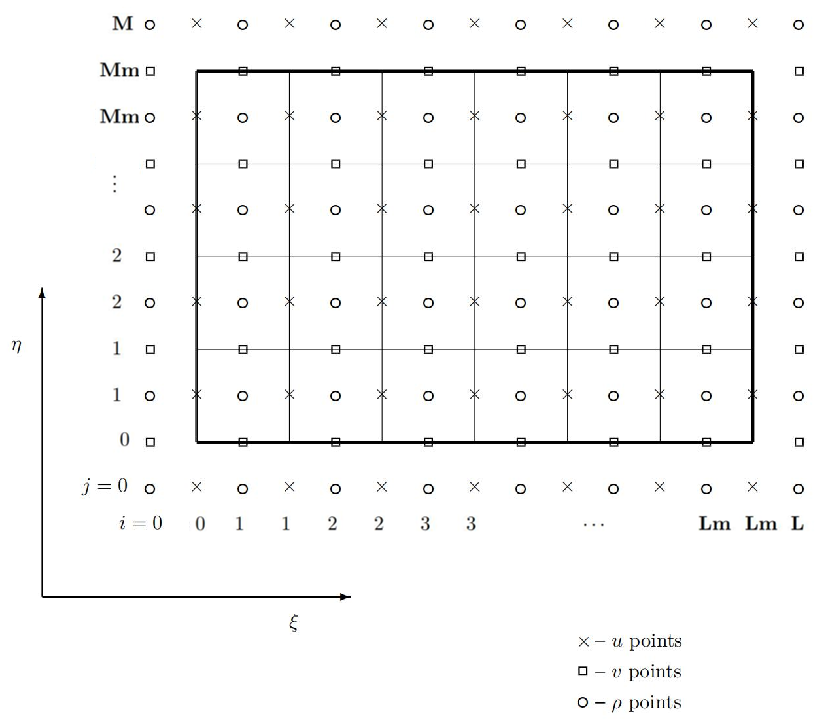 M
Mm
Mm
⋮
2
2
1
1
0
j = 0
i = 0 0 1 1 2 2 3 3 ⋯ Lm Lm L
η
ξ
× – u points
□ – v points
○ – ρ points